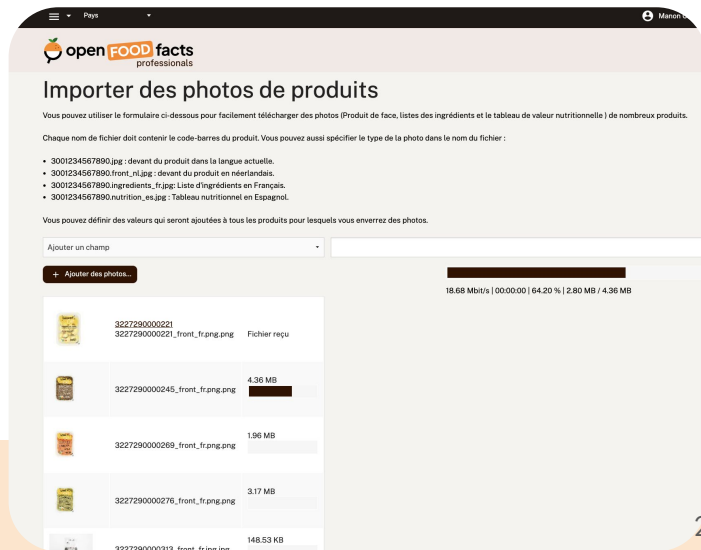 Pays
Manon
open FOOD facts
professionals
Importer des photos de produits
Vous pouvez utiliser le formulaire ci-dessous pour facilement télécharger des photos (Produit de face, listes des ingrédients et le tableau de valeur nutritionnelle ) de nombreux produits.
Chaque nom de fichier doit contenir le code-barres du produit. Vous pouvez aussi spécifier le type de la photo dans le nom du fichier :
• 3001234567890.jpg : devant du produit dans la langue actuelle.
• 3001234567890.front_nl.jpg : devant du produit en néerlandais.
• 3001234567890.ingredients_fr.jpg: Liste d'ingrédients en Français.
• 3001234567890.nutrition_es.jpg : Tableau nutritionnel en Espagnol.
Vous pouvez définir des valeurs qui seront ajoutées à tous les produits pour lesquels vous enverrez des photos.
Ajouter un champ
+ Ajouter des photos...
18.68 Mbit/s | 00:00:00 | 64.20 % | 2.80 MB / 4.36 MB
3227290000221
3227290000221_front_fr.png.png
Fichier reçu
3227290000245_front_fr.png.png
4.36 MB
3227290000269_front_fr.png.png
1.96 MB
3227290000276_front_fr.png.png
3.17 MB
3227290000313_front_fr.jpg.jpg
148.53 KB
2